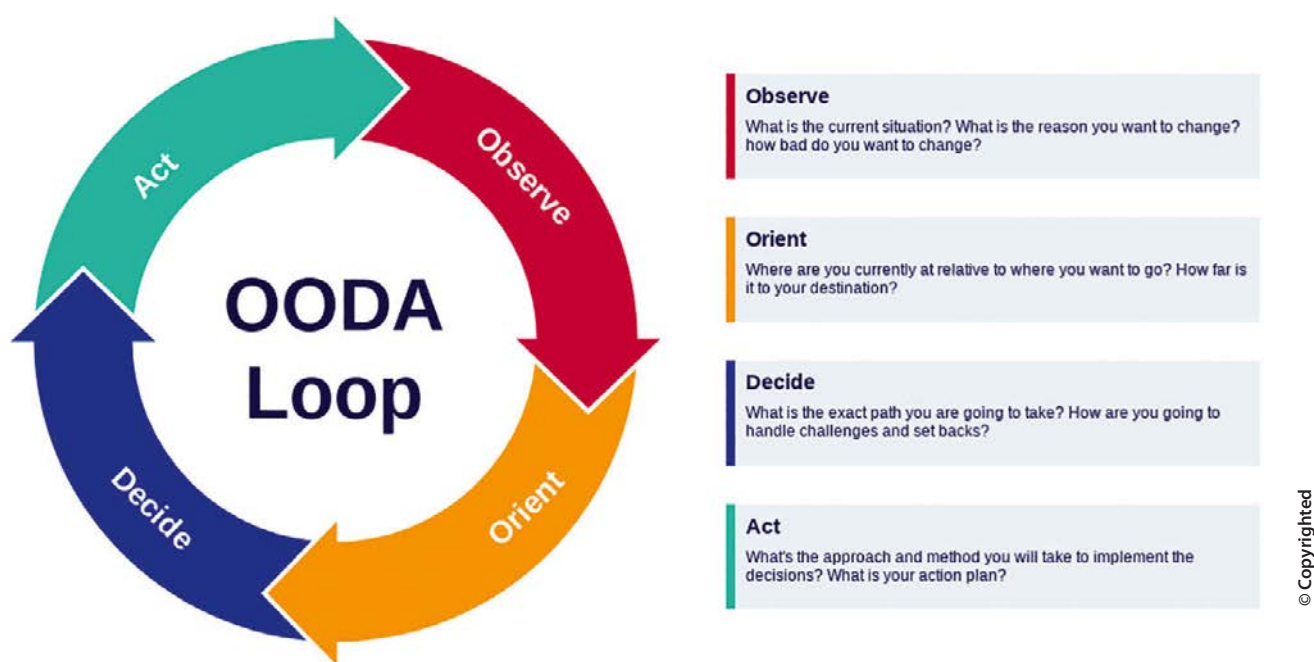 Act
Observe
OODA
Loop
Decide
Orient
Observe
What is the current situation? What is the reason you want to change?
how bad do you want to change?
Orient
Where are you currently at relative to where you want to go? How far is
it to your destination?
Decide
What is the exact path you are going to take? How are you going to
handle challenges and set backs?
Act
What's the approach and method you will take to implement the
decisions? What is your action plan?
© Copyrighted